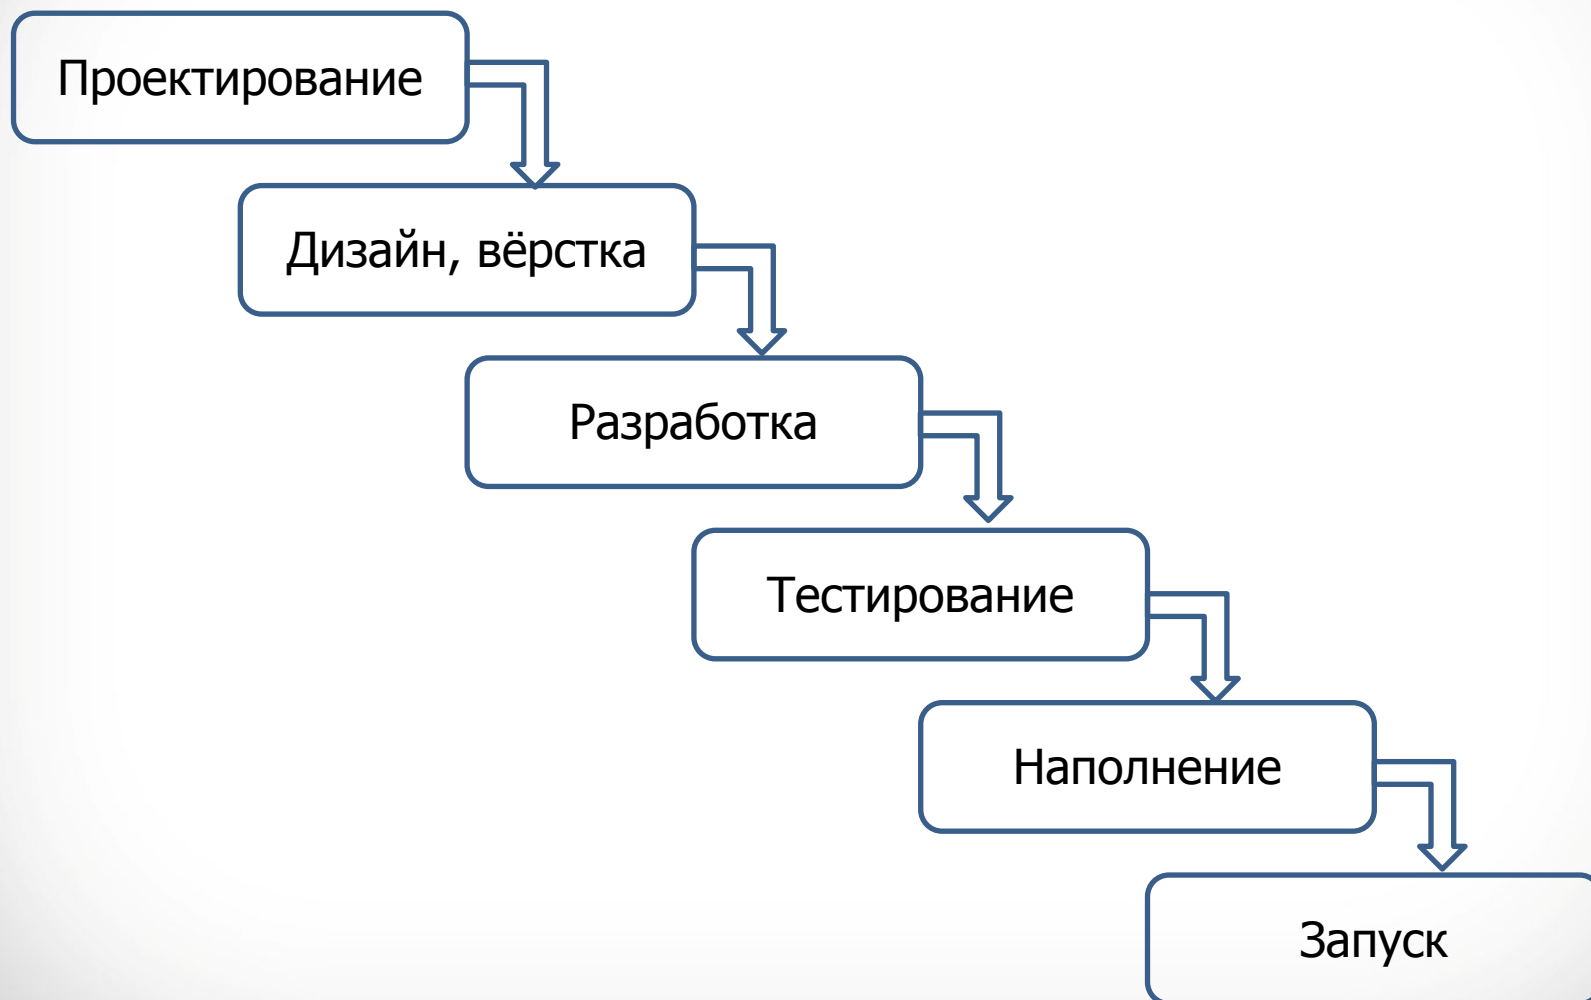 Проектирование
Дизайн, вёрстка
Разработка
Тестирование
Наполнение
Запуск